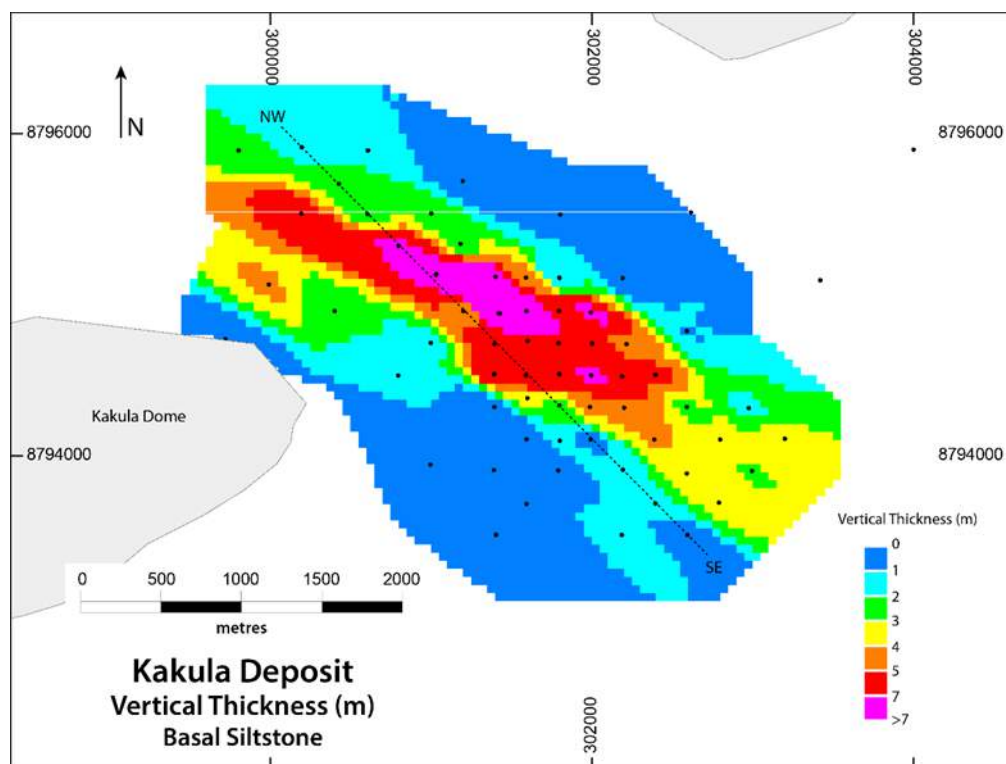 300000
302000
304000
NW
N
8796000
8796000
Kakula Dome
8794000
8794000
SE
Vertical Thickness (m)
0
1
2
3
4
5
7
>7
0 500 1000 1500 2000
metres
Kakula Deposit
Vertical Thickness (m)
Basal Siltstone
302000